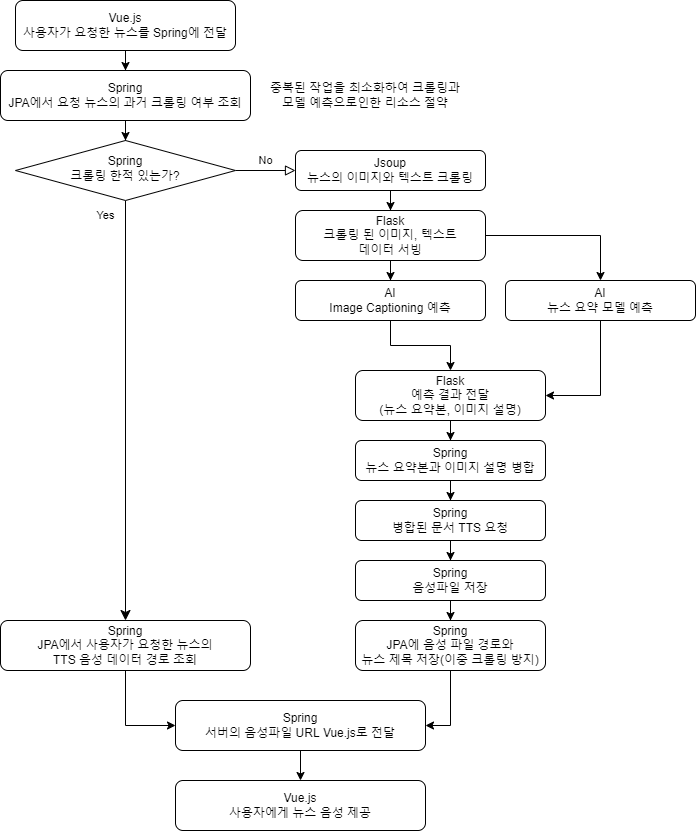 Vue.js
사용자가 요청한 뉴스를 Spring에 전달
Spring
JPA에서 요청 뉴스의 과거 크롤링 여부 조회
중복된 작업을 최소화하여 크롤링과
모델 예측으로인한 리소스 절약
Spring
크롤링 한적 있는가?
No
Yes
Jsoup
뉴스의 이미지와 텍스트 크롤링
Flask
크롤링 된 이미지, 텍스트
데이터 서빙
AI
Image Captioning 예측
AI
뉴스 요약 모델 예측
Flask
예측 결과 전달
(뉴스 요약본, 이미지 설명)
Spring
뉴스 요약본과 이미지 설명 병합
Spring
병합된 문서 TTS 요청
Spring
음성파일 저장
Spring
JPA에서 사용자가 요청한 뉴스의
TTS 음성 데이터 경로 조회
Spring
JPA에 음성 파일 경로와
뉴스 제목 저장(이중 크롤링 방지)
Spring
서버의 음성파일 URL Vue.js로 전달
Vue.js
사용자에게 뉴스 음성 제공